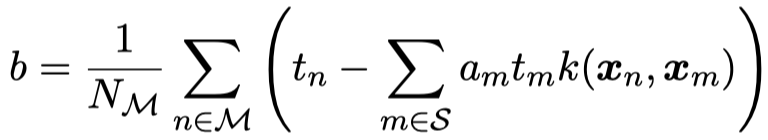 $$b = \frac{1}{N_{\mathcal{M}}} \sum_{n \in \mathcal{M}} \left( t_n - \sum_{m \in \mathcal{S}} a_m t_m k(\boldsymbol{x}_n, \boldsymbol{x}_m) \right)$$